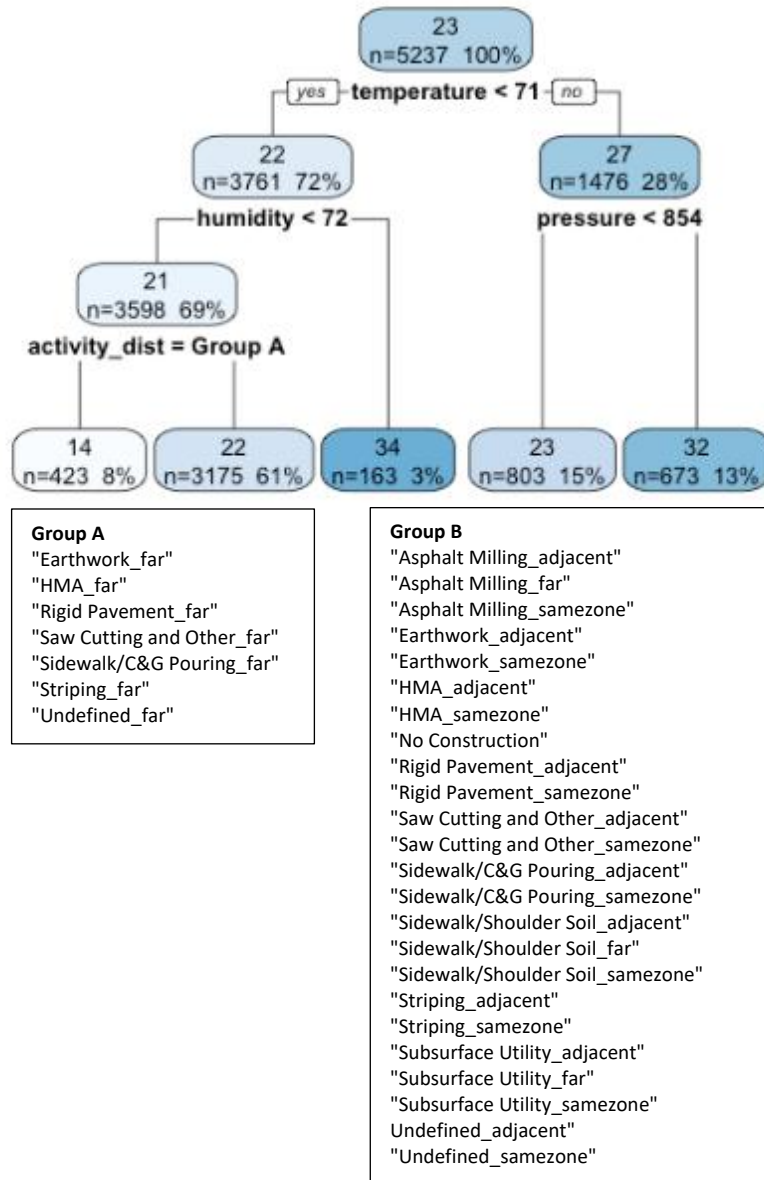 23
n=5237 100%
yes temperature < 71 no
22
n=3761 72%
27
n=1476 28%
humidity < 72
pressure < 854
21
n=3598 69%
activity_dist = Group A
14
n=423 8%
22
n=3175 61%
34
n=163 3%
23
n=803 15%
32
n=673 13%
Group A
"Earthwork_far"
"HMA_far"
"Rigid Pavement_far"
"Saw Cutting and Other_far"
"Sidewalk/C&G Pouring_far"
"Striping_far"
"Undefined_far"
Group B
"Asphalt Milling_adjacent"
"Asphalt Milling_far"
"Asphalt Milling_samezone"
"Earthwork_adjacent"
"Earthwork_samezone"
"HMA_adjacent"
"HMA_samezone"
"No Construction"
"Rigid Pavement_adjacent"
"Rigid Pavement_samezone"
"Saw Cutting and Other_adjacent"
"Saw Cutting and Other_samezone"
"Sidewalk/C&G Pouring_adjacent"
"Sidewalk/C&G Pouring_samezone"
"Sidewalk/Shoulder Soil_adjacent"
"Sidewalk/Shoulder Soil_far"
"Sidewalk/Shoulder Soil_samezone"
"Striping_adjacent"
"Striping_samezone"
"Subsurface Utility_adjacent"
"Subsurface Utility_far"
"Subsurface Utility_samezone"
Undefined_adjacent"
"Undefined_samezone"